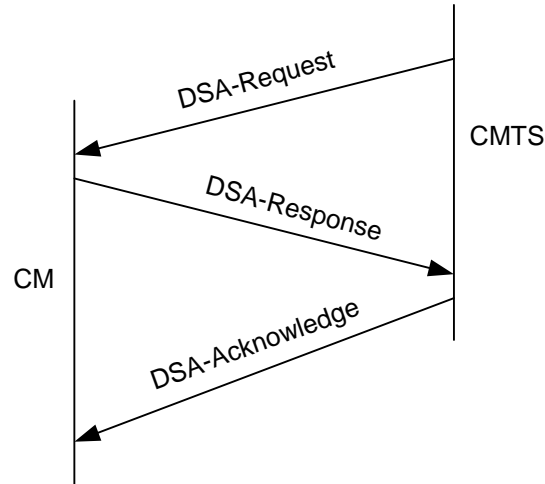 DSA-Request
CMTS
DSA-Response
CM
DSA-Acknowledge